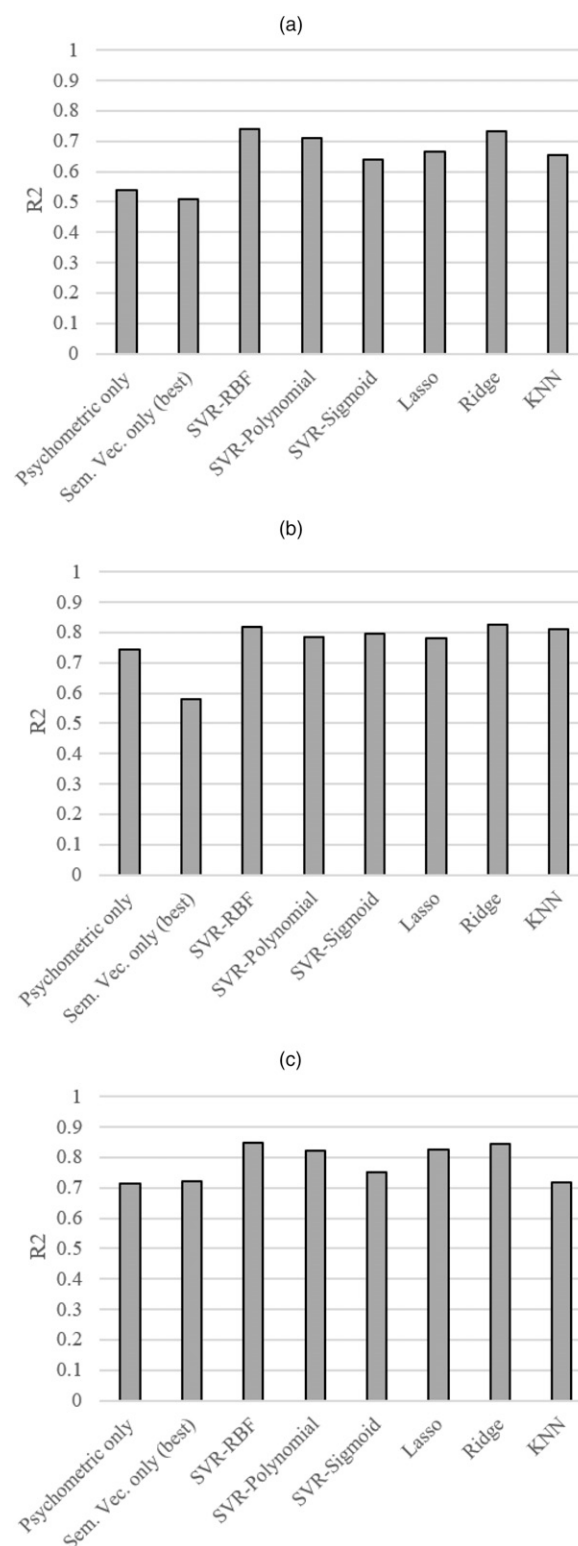 (a)
1
0.9
0.8
0.7
0.6
0.5
0.4
0.3
0.2
0.1
0
R2
Psychometric only
Sem. Vec. only (best)
SVR-RBF
SVR-Polynomial
SVR-Sigmoid
Lasso
Ridge
KNN
(b)
1
0.9
0.8
0.7
0.6
0.5
0.4
0.3
0.2
0.1
0
R2
Psychometric only
Sem. Vec. only (best)
SVR-RBF
SVR-Polynomial
SVR-Sigmoid
Lasso
Ridge
KNN
(c)
1
0.9
0.8
0.7
0.6
0.5
0.4
0.3
0.2
0.1
0
R2
Psychometric only
Sem. Vec. only (best)
SVR-RBF
SVR-Polynomial
SVR-Sigmoid
Lasso
Ridge
KNN